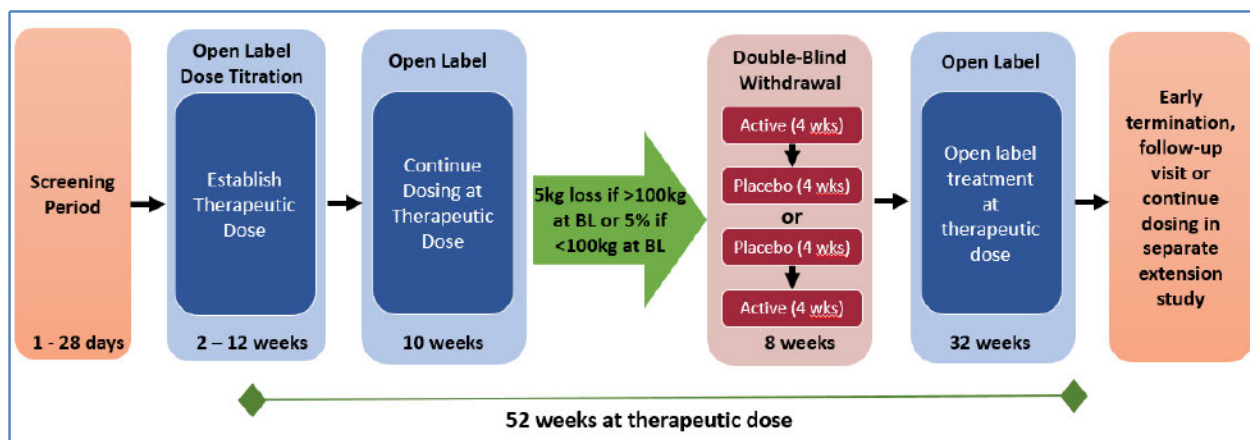 Screening
Period
1 - 28 days
Open Label
Dose Titration
Establish
Therapeutic
Dose
2 – 12 weeks
Open Label
Continue
Dosing at
Therapeutic
Dose
10 weeks
5kg loss if >100kg
at BL or 5% if
<100kg at BL
Double-Blind
Withdrawal
Active (4 wks)
Placebo (4 wks)
or
Placebo (4 wks)
Active (4 wks)
8 weeks
Open Label
Open label
treatment
at
therapeutic
dose
32 weeks
Early
termination,
follow-up
visit or
continue
dosing in
separate
extension
study
52 weeks at therapeutic dose